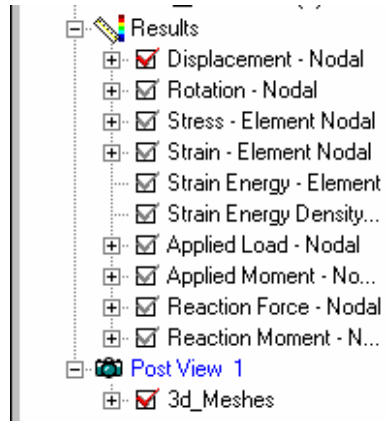 Results
Displacement - Nodal
Rotation - Nodal
Stress - Element Nodal
Strain - Element Nodal
Strain Energy - Element
Strain Energy Density...
Applied Load - Nodal
Applied Moment - No...
Reaction Force - Nodal
Reaction Moment - N...
Post View 1
3d_Meshes